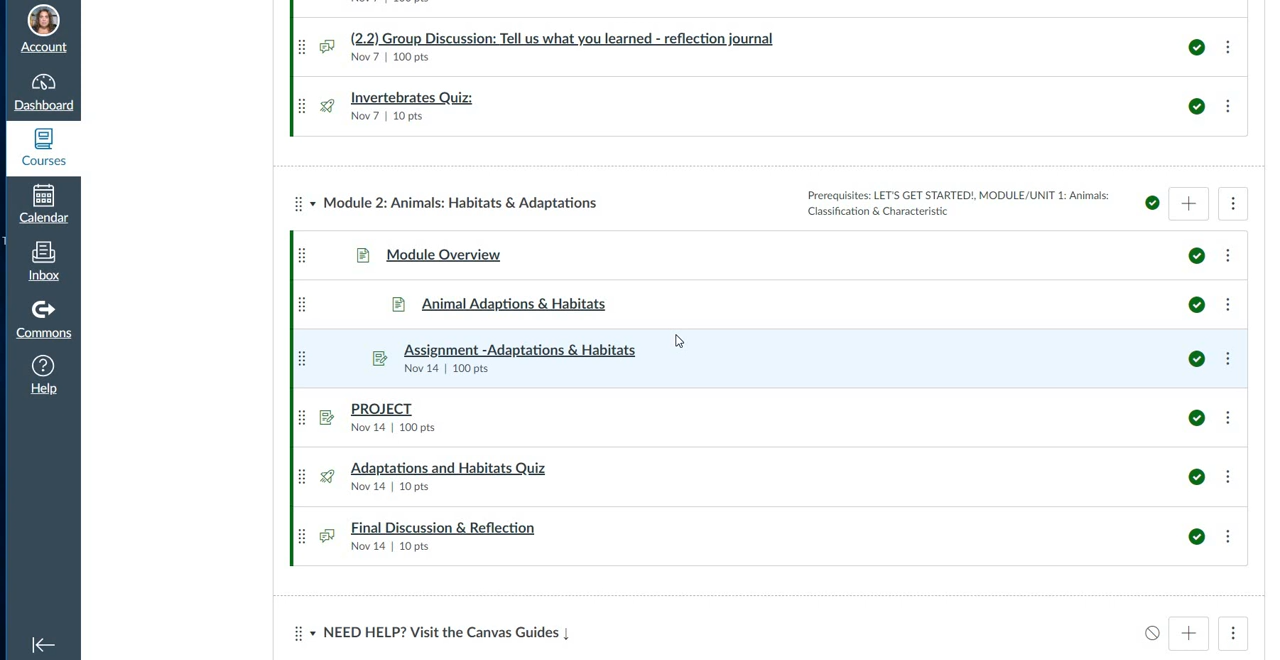 Account
Dashboard
Courses
Calendar
Inbox
Commons
Help
(2.2) Group Discussion: Tell us what you learned - reflection journal
Nov 7 | 100 pts
Invertebrates Quiz:
Nov 7 | 10 pts
Module 2: Animals: Habitats & Adaptations
Prerequisites: LET'S GET STARTED!, MODULE/UNIT 1: Animals:
Classification & Characteristic
Module Overview
Animal Adaptions & Habitats
Assignment -Adaptations & Habitats
Nov 14 | 100 pts
PROJECT
Nov 14 | 100 pts
Adaptations and Habitats Quiz
Nov 14 | 10 pts
Final Discussion & Reflection
Nov 14 | 10 pts
NEED HELP? Visit the Canvas Guides ↓